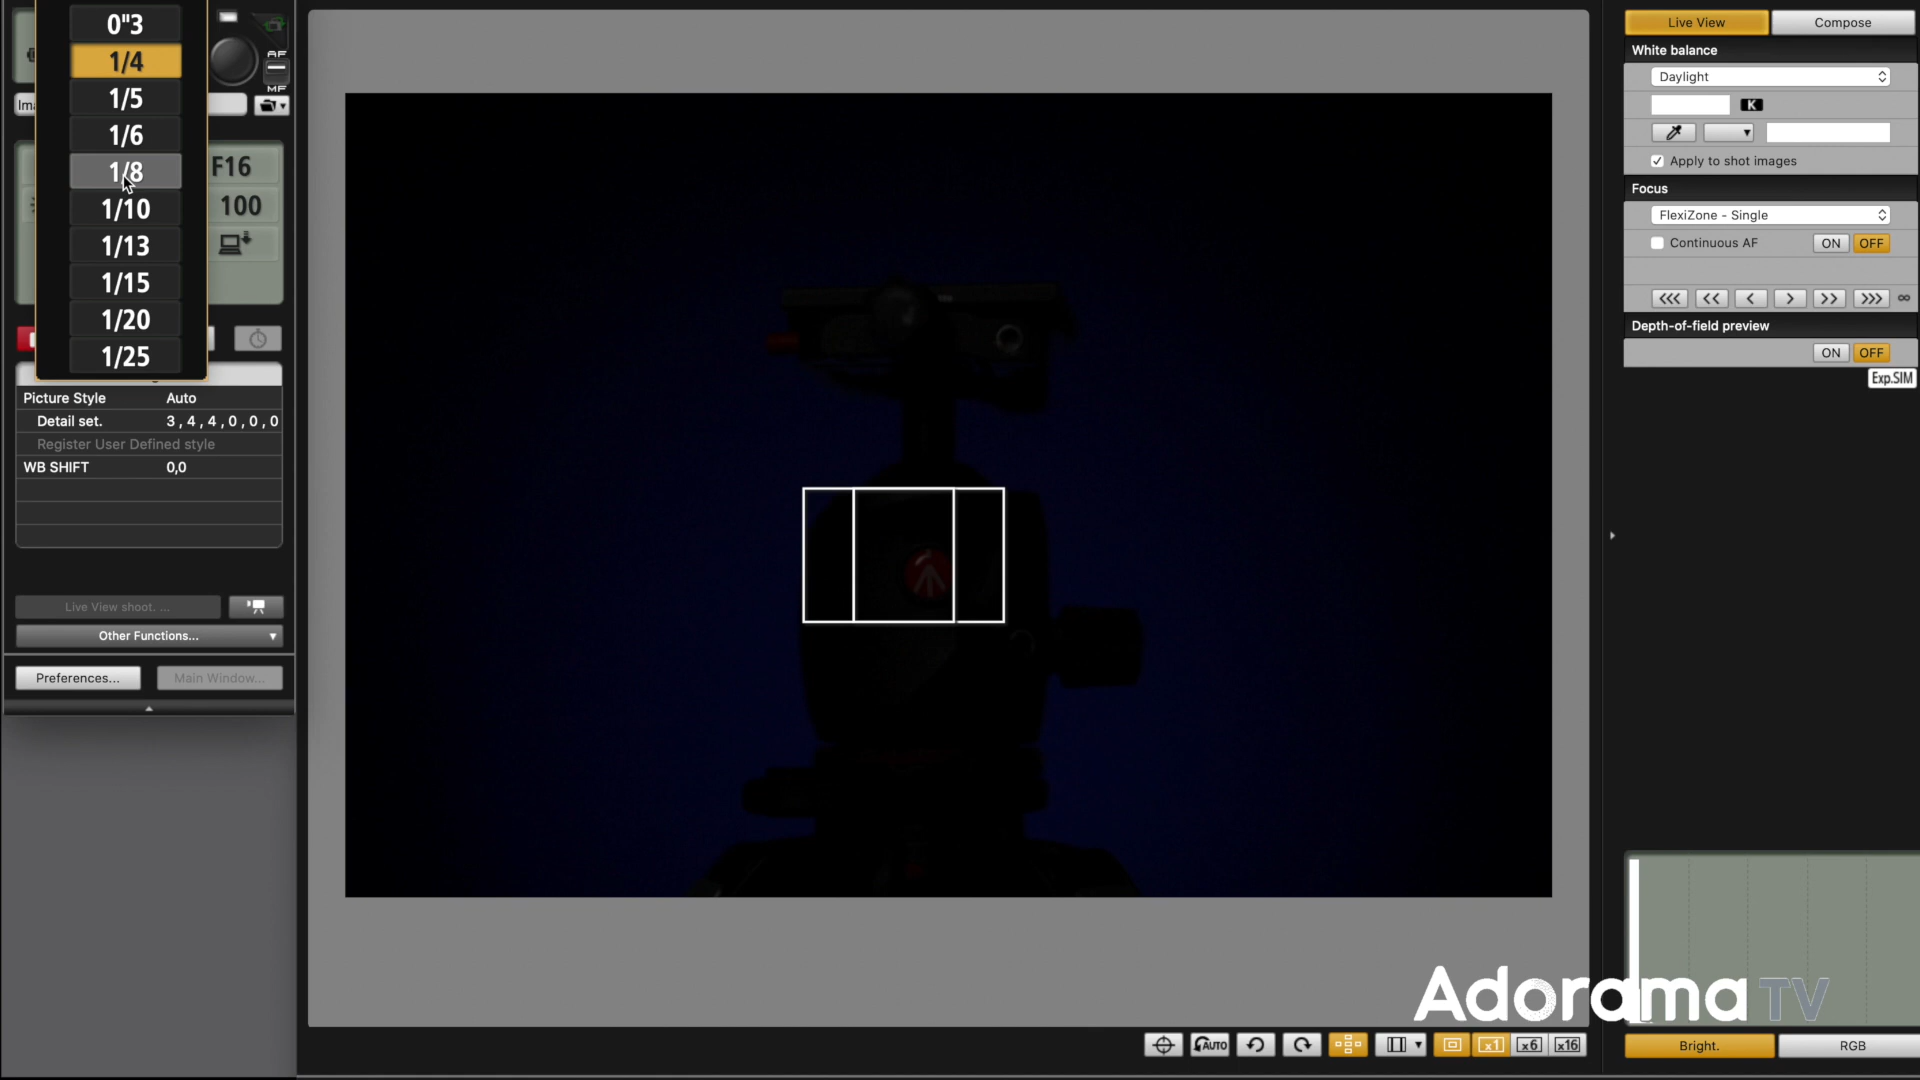 0"3
1/4
1/5
1/6
1/8
1/10
1/13
1/15
1/20
1/25
AF
MF
F16
100
Picture Style Auto
Detail set. 3 , 4 , 4 , 0 , 0 , 0
Register User Defined style
WB SHIFT 0,0
Live View shoot. ...
Other Functions...
Preferences...
Main Window...
Live View
Compose
White balance
Daylight
K
Apply to shot images
Focus
FlexiZone - Single
Continuous AF ON OFF
<<< << < > >> >>> ∞
Depth-of-field preview
ON OFF
Exp.SIM
Adorama TV
AUTO
x1 x6 x16
Bright.
RGB